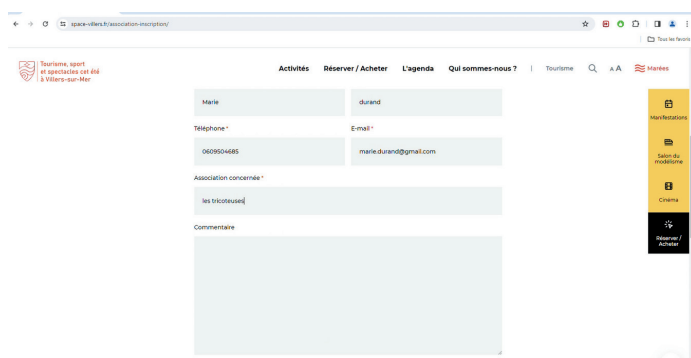 space-villers.fr/association-inscription/
Tous les favoris
Tourisme, sport
et spectacles cet été
à Villers-sur-Mer
Activités Réserver / Acheter L'agenda Qui sommes-nous ? | Tourisme A A Marées
Marie durand
Téléphone * E-mail *
0609504685 marie.durand@gmail.com
Association concernée *
les tricoteuses
Commentaire
Manifestations
Salon du
modélisme
Cinéma
Réserver /
Acheter